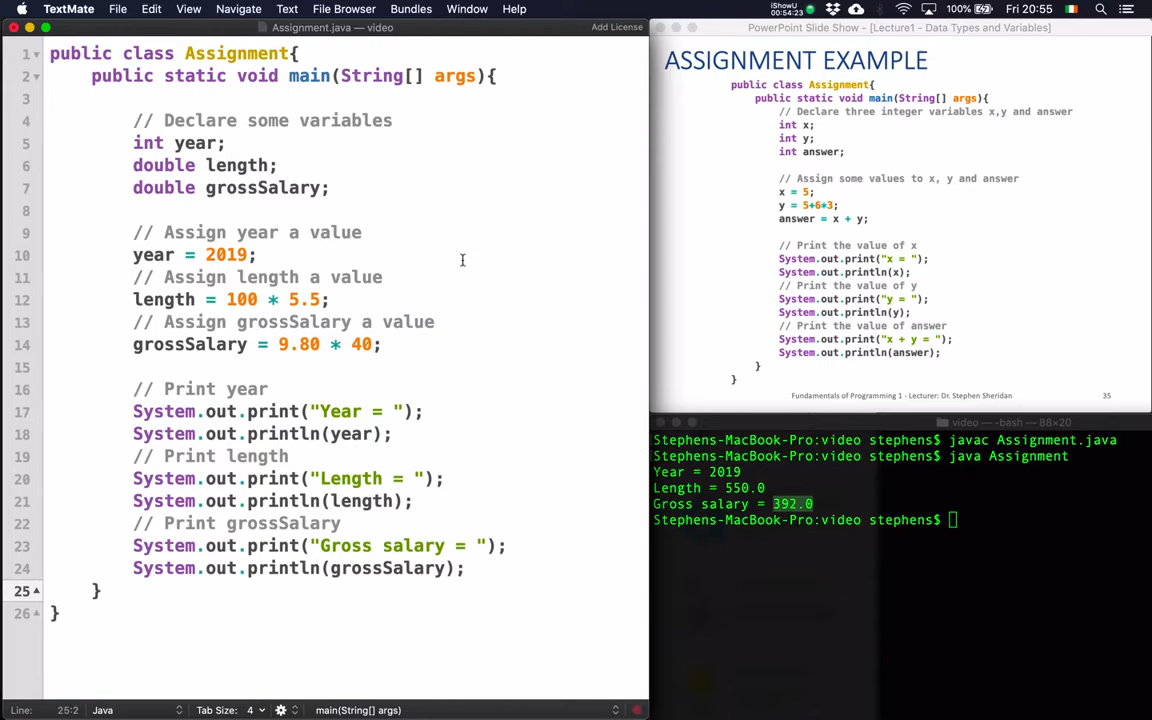 TextMate File Edit View Navigate Text File Browser Bundles Window Help
iShowU
00:54:23
100% Fri 20:55
Assignment.java — video
Add License
1 public class Assignment{
2 public static void main(String[] args){
3
4 // Declare some variables
5 int year;
6 double length;
7 double grossSalary;
8
9 // Assign year a value
10 year = 2019;
11 // Assign length a value
12 length = 100 * 5.5;
13 // Assign grossSalary a value
14 grossSalary = 9.80 * 40;
15
16 // Print year
17 System.out.print("Year = ");
18 System.out.println(year);
19 // Print length
20 System.out.print("Length = ");
21 System.out.println(length);
22 // Print grossSalary
23 System.out.print("Gross salary = ");
24 System.out.println(grossSalary);
25 }
26 }
Line: 25:2 Java Tab Size: 4 main(String[] args)
PowerPoint Slide Show - [Lecture1 - Data Types and Variables]
ASSIGNMENT EXAMPLE
public class Assignment{
public static void main(String[] args){
// Declare three integer variables x,y and answer
int x;
int y;
int answer;
// Assign some values to x, y and answer
x = 5;
y = 5+6*3;
answer = x + y;
// Print the value of x
System.out.print("x = ");
System.out.println(x);
// Print the value of y
System.out.print("y = ");
System.out.println(y);
// Print the value of answer
System.out.print("x + y = ");
System.out.println(answer);
}
}
Fundamentals of Programming 1 - Lecturer: Dr. Stephen Sheridan
35
video — -bash — 88×20
Stephens-MacBook-Pro:video stephens$ javac Assignment.java
Stephens-MacBook-Pro:video stephens$ java Assignment
Year = 2019
Length = 550.0
Gross salary = 392.0
Stephens-MacBook-Pro:video stephens$